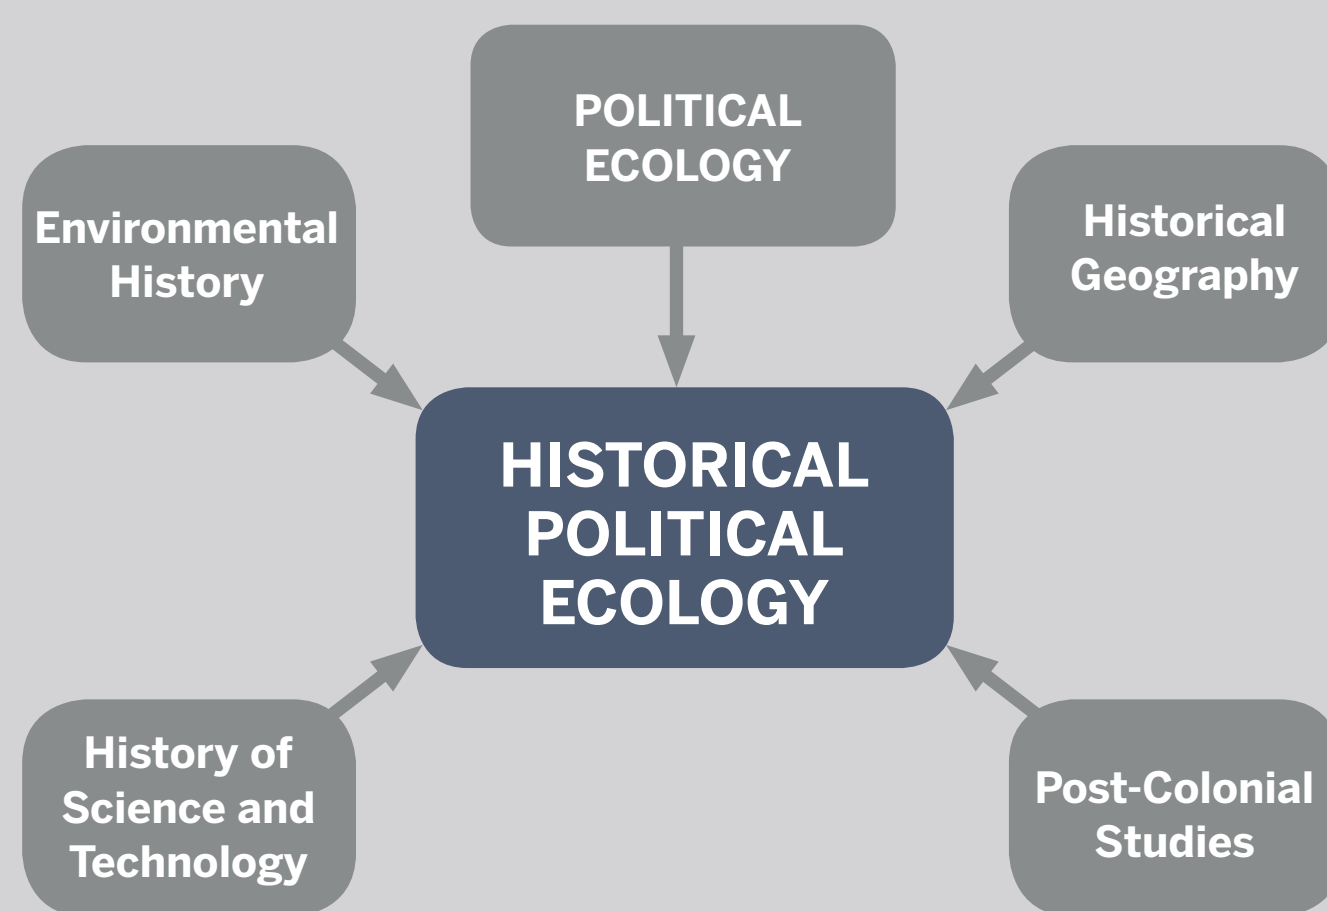 POLITICAL
ECOLOGY
Environmental
History
Historical
Geography
HISTORICAL
POLITICAL
ECOLOGY
History of
Science and
Technology
Post-Colonial
Studies